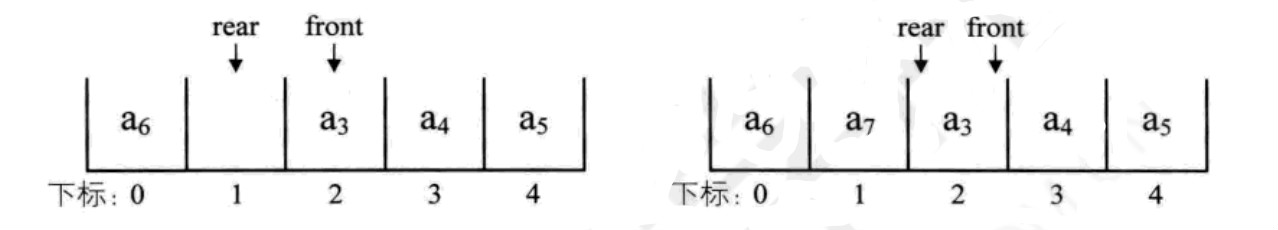 rear front
a₆ a₃ a₄ a₅
下标：0 1 2 3 4
rear front
a₆ a₇ a₃ a₄ a₅
下标：0 1 2 3 4